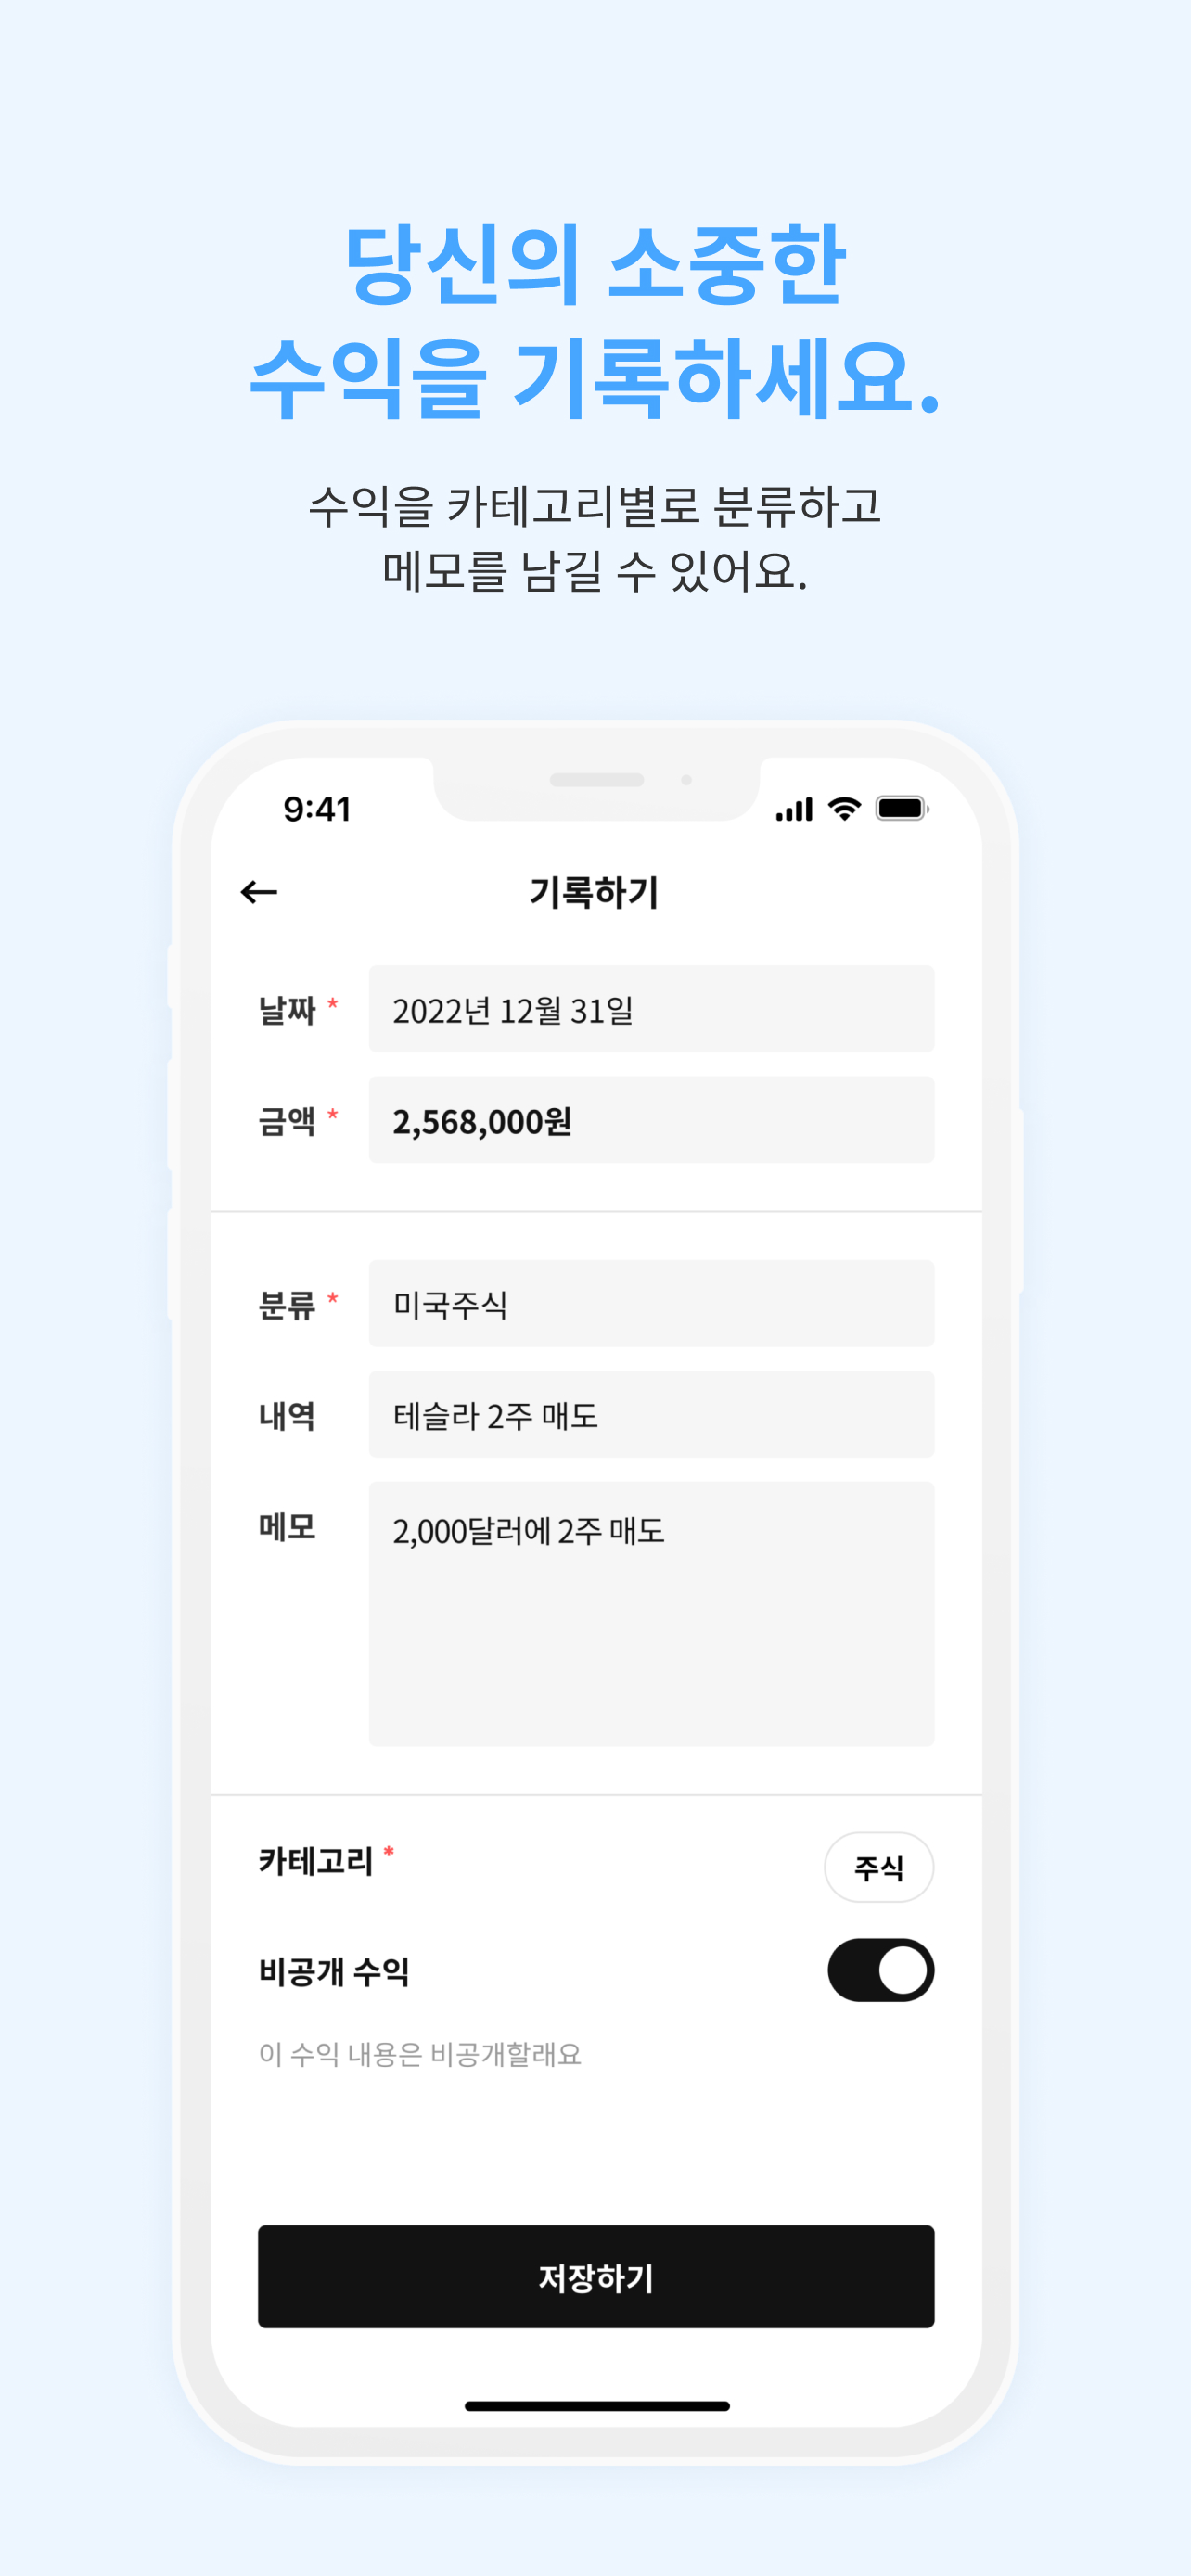 당신의 소중한
수익을 기록하세요.
수익을 카테고리별로 분류하고
메모를 남길 수 있어요.
9:41
기록하기
날짜 * 2022년 12월 31일
금액 * 2,568,000원
분류 * 미국주식
내역 테슬라 2주 매도
메모 2,000달러에 2주 매도
카테고리 * 주식
비공개 수익
이 수익 내용은 비공개할래요
저장하기